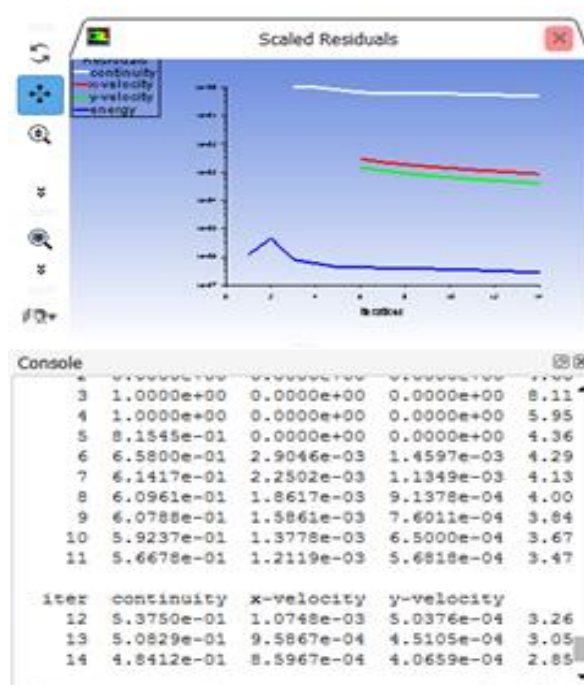 Scaled Residuals
Residuals
continuity
x-velocity
y-velocity
energy
Iterations
Console
3 1.0000e+00 0.0000e+00 0.0000e+00 8.11
4 1.0000e+00 0.0000e+00 0.0000e+00 5.95
5 8.1545e-01 0.0000e+00 0.0000e+00 4.36
6 6.5800e-01 2.9046e-03 1.4597e-03 4.29
7 6.1417e-01 2.2502e-03 1.1349e-03 4.13
8 6.0961e-01 1.8617e-03 9.1378e-04 4.00
9 6.0788e-01 1.5861e-03 7.6011e-04 3.84
10 5.9237e-01 1.3778e-03 6.5000e-04 3.67
11 5.6678e-01 1.2119e-03 5.6818e-04 3.47
iter continuity x-velocity y-velocity
12 5.3750e-01 1.0748e-03 5.0376e-04 3.26
13 5.0829e-01 9.5867e-04 4.5105e-04 3.05
14 4.8412e-01 8.5967e-04 4.0659e-04 2.85